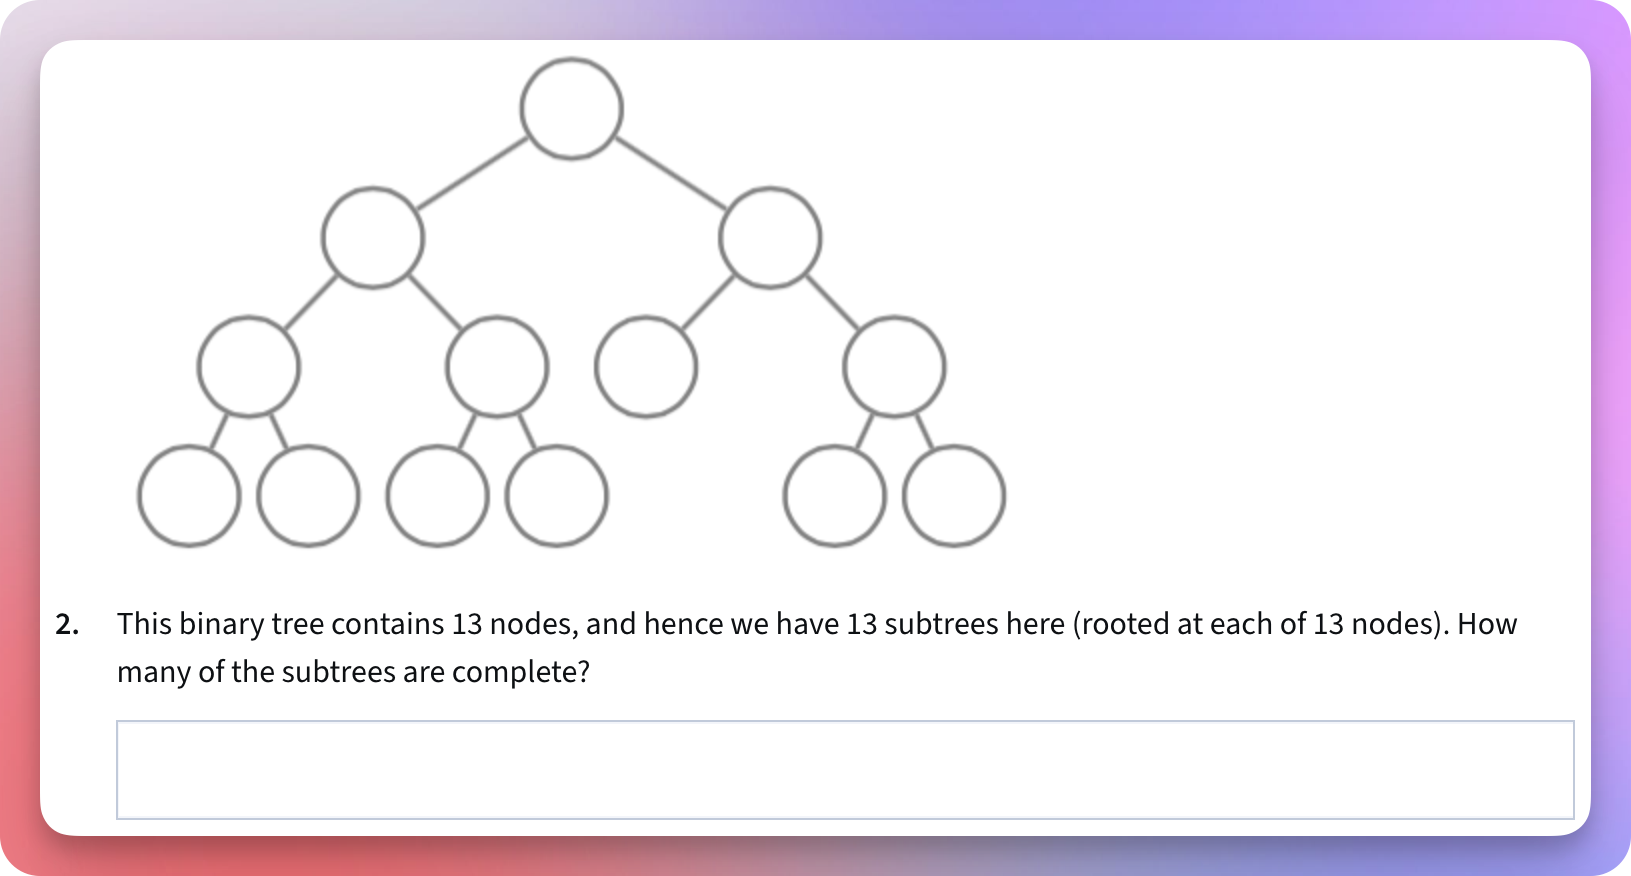 2. This binary tree contains 13 nodes, and hence we have 13 subtrees here (rooted at each of 13 nodes). How
many of the subtrees are complete?